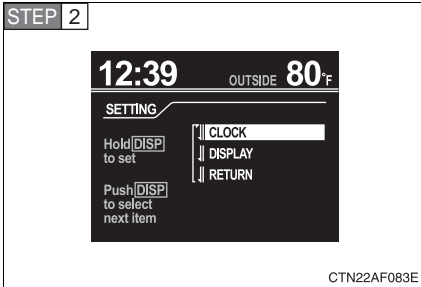 STEP 2
12:39 OUTSIDE 80°F
SETTING
CLOCK
DISPLAY
RETURN
Hold DISP
to set
Push DISP
to select
next item
CTN22AF083E